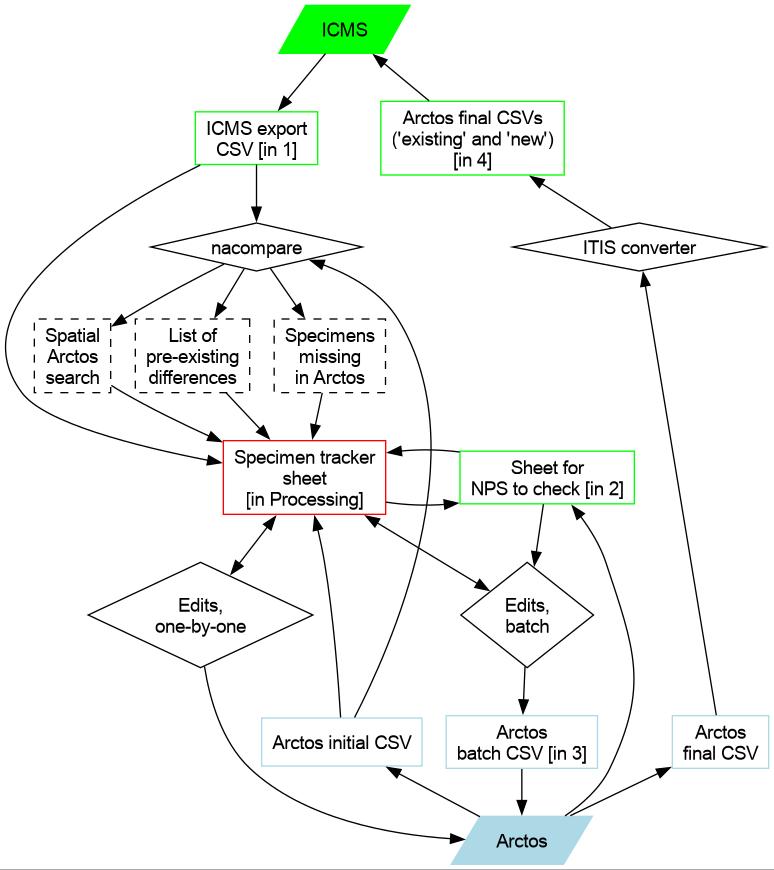 ICMS
ICMS export
CSV [in 1]
Arctos final CSVs
('existing' and 'new')
[in 4]
nacompare
ITIS converter
Spatial
Arctos
search
List of
pre-existing
differences
Specimens
missing
in Arctos
Specimen tracker
sheet
[in Processing]
Sheet for
NPS to check [in 2]
Edits,
one-by-one
Edits,
batch
Arctos initial CSV
Arctos
batch CSV [in 3]
Arctos
final CSV
Arctos